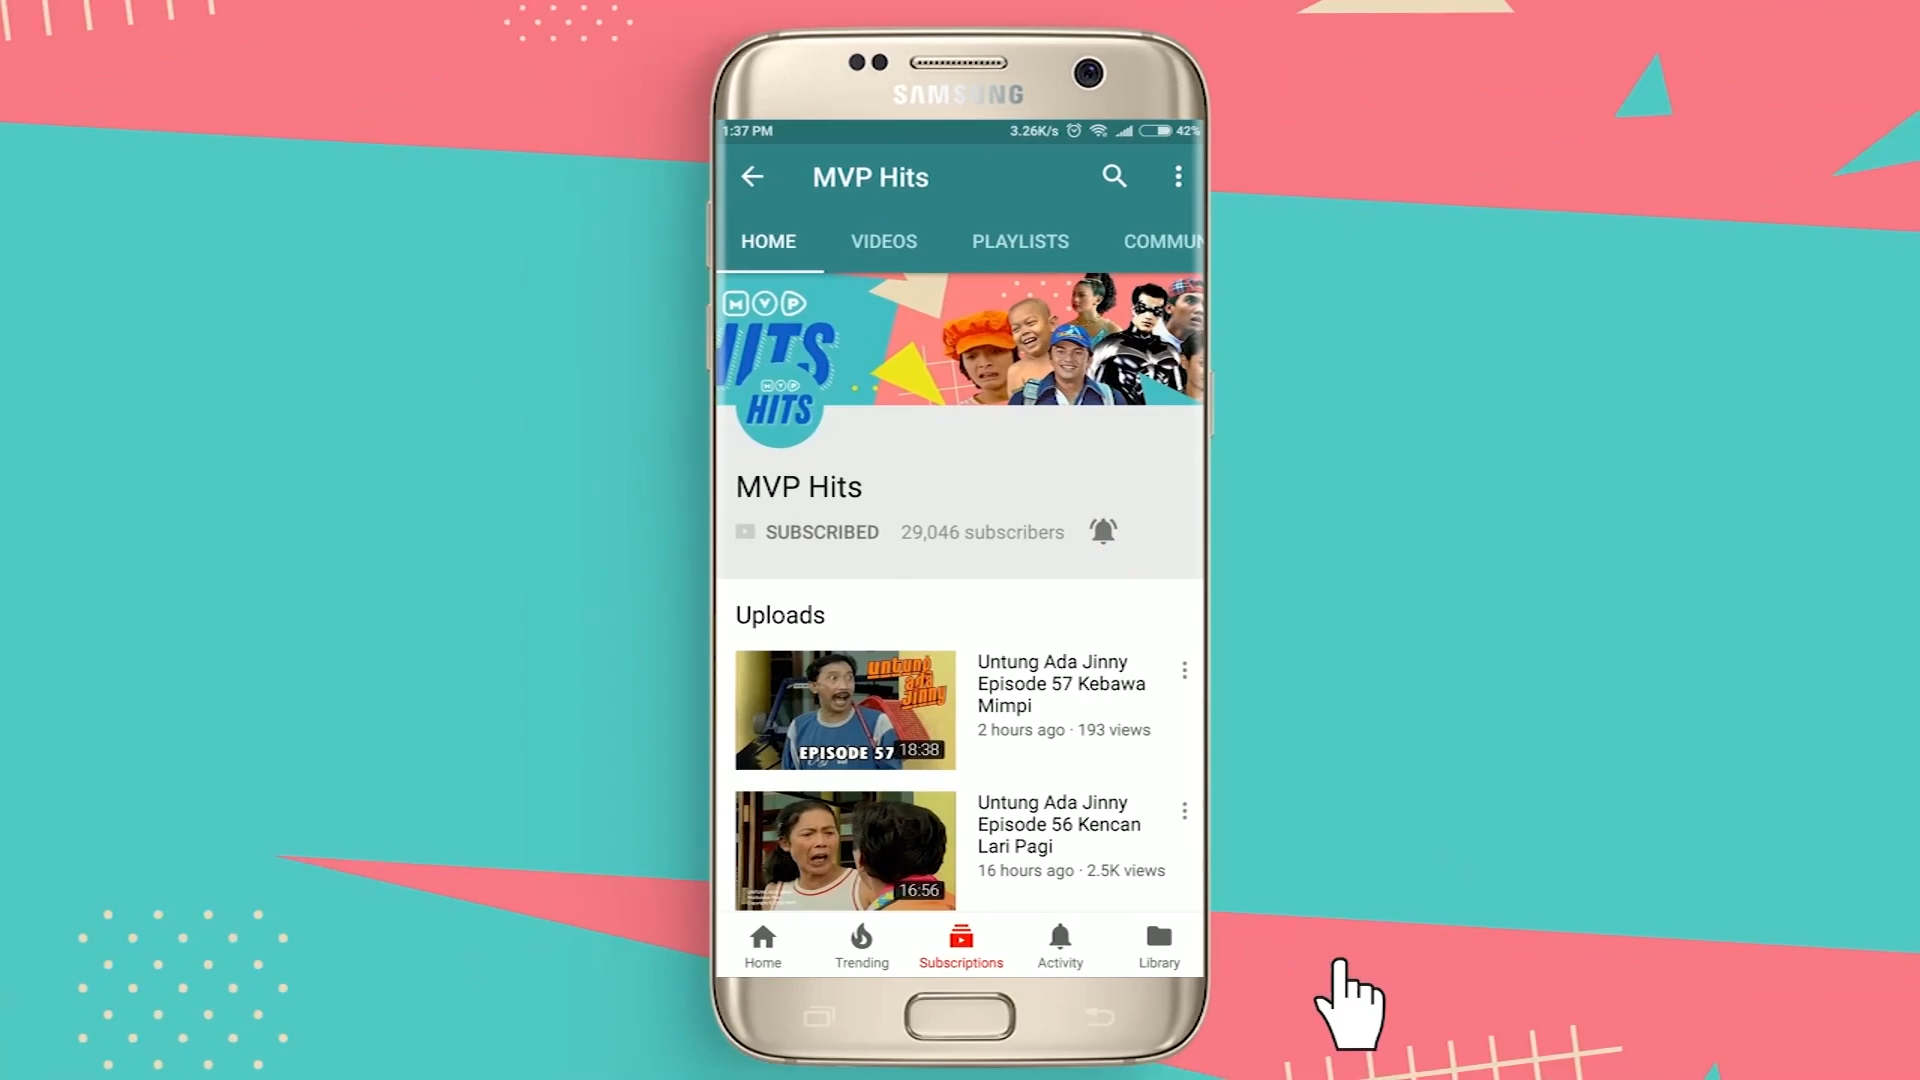 SAMSUNG
1:37 PM
3.26K/s
42%
MVP Hits
HOME
VIDEOS
PLAYLISTS
COMMUN
MVP
HITS
MVP
HITS
MVP Hits
SUBSCRIBED
29,046 subscribers
Uploads
untung
ada
Jinny
EPISODE 57
18:38
Untung Ada Jinny
Episode 57 Kebawa
Mimpi
2 hours ago · 193 views
16:56
Untung Ada Jinny
Episode 56 Kencan
Lari Pagi
16 hours ago · 2.5K views
Home
Trending
Subscriptions
Activity
Library